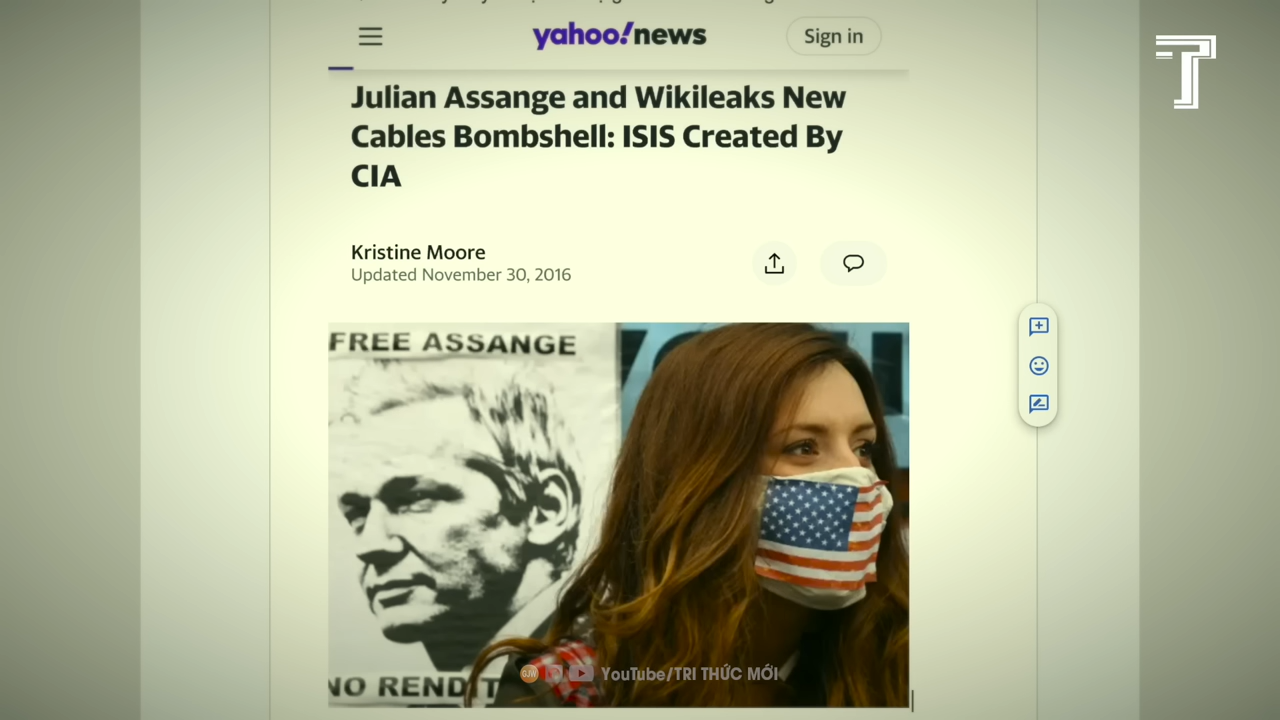 yahoo!news
Sign in
Julian Assange and Wikileaks New
Cables Bombshell: ISIS Created By
CIA
Kristine Moore
Updated November 30, 2016
FREE ASSANGE
NO RENDIT
YouTube/TRI THỨC MỚI